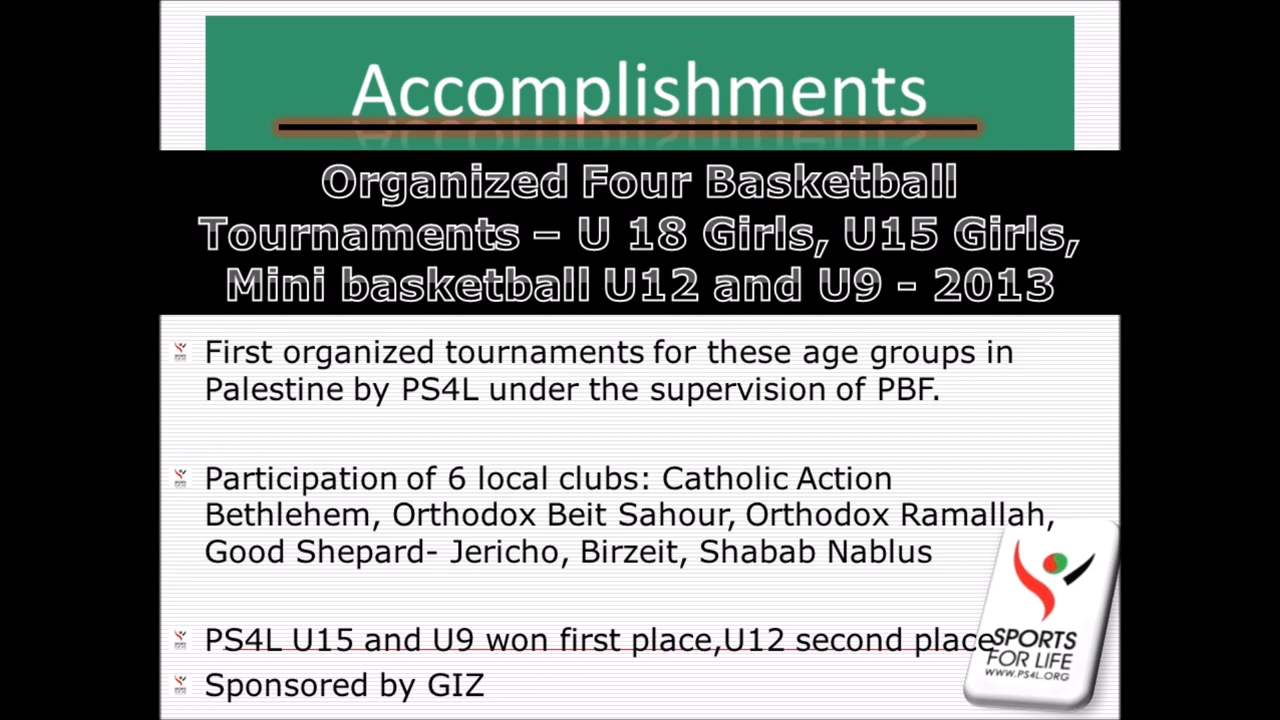 Accomplishments
Organized Four Basketball
Tournaments – U 18 Girls, U15 Girls,
Mini basketball U12 and U9 - 2013
First organized tournaments for these age groups in
Palestine by PS4L under the supervision of PBF.
Participation of 6 local clubs: Catholic Action
Bethlehem, Orthodox Beit Sahour, Orthodox Ramallah,
Good Shepard- Jericho, Birzeit, Shabab Nablus
PS4L U15 and U9 won first place,U12 second place
Sponsored by GIZ
SPORTS
FOR LIFE
WWW.PS4L.ORG